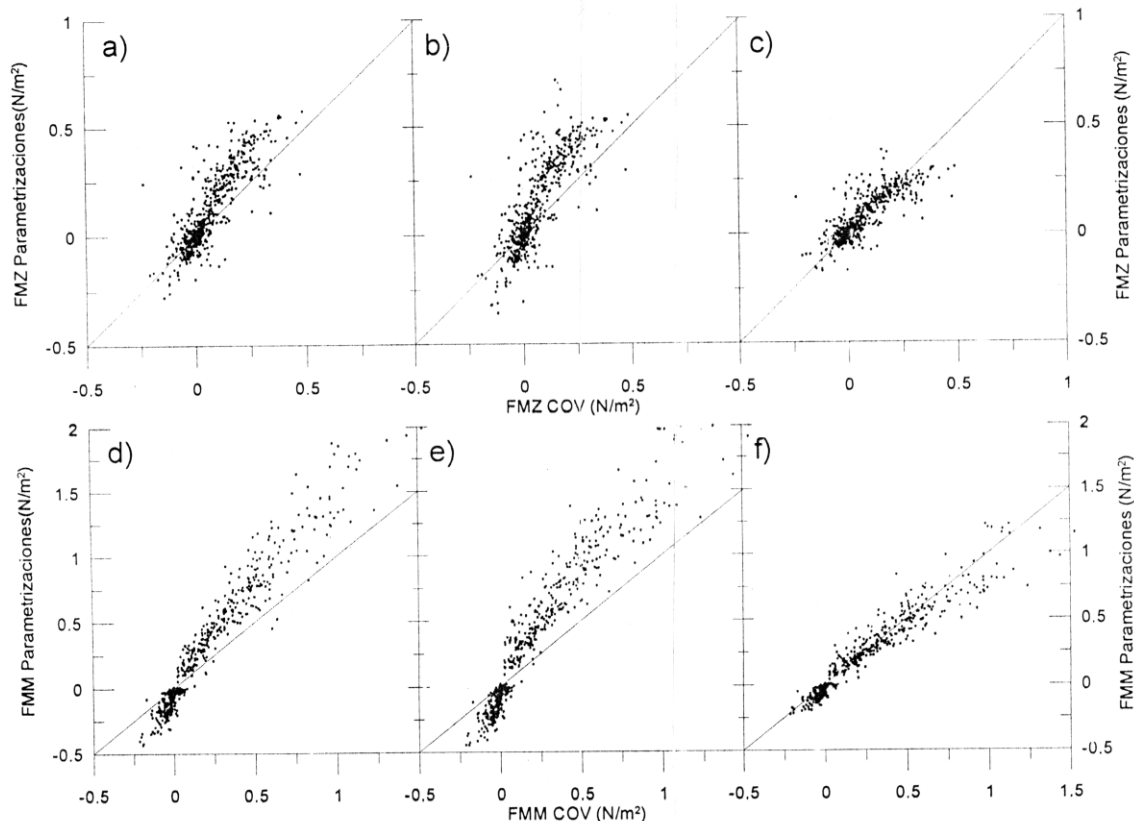 a)
b)
c)
1
0.5
0
-0.5
FMZ Parametrizaciones(N/m²)
1
0.5
0
-0.5
FMZ Parametrizaciones (N/m²)
-0.5 0 0.5 -0.5 0 0.5 -0.5 0 0.5 1
FMZ COV (N/m²)
d)
e)
f)
2
1.5
1
0.5
0
-0.5
FMM Parametrizaciones(N/m²)
2
1.5
1
0.5
0
-0.5
FMM Parametrizaciones (N/m²)
-0.5 0 0.5 1 -0.5 0 0.5 1 -0.5 0 0.5 1 1.5
FMM COV (N/m²)